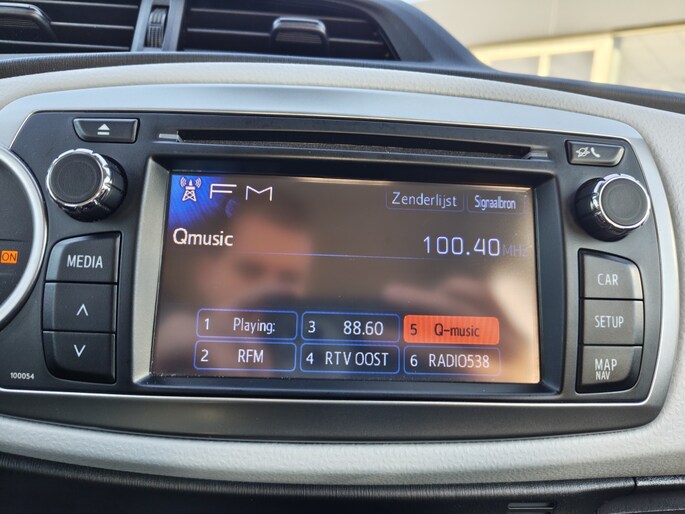 FM
Zenderlijst Signaalbron
Qmusic 100.40 MHz
1 Playing: 3 88.60 5 Q-music
2 RFM 4 RTV OOST 6 RADIO538
MEDIA
CAR
SETUP
MAP
NAV
ON
100054